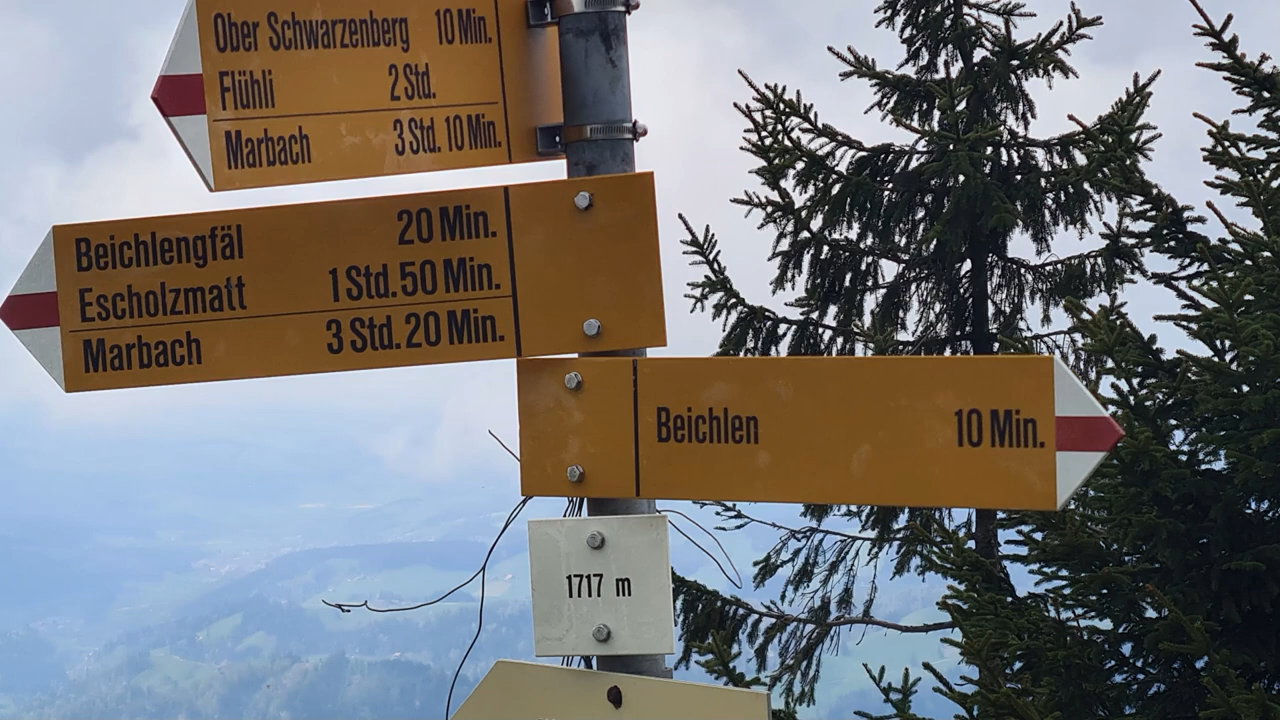 Ober Schwarzenberg 10 Min.
Flühli 2 Std.
Marbach 3 Std. 10 Min.
Beichlengfäl 20 Min.
Escholzmatt 1 Std. 50 Min.
Marbach 3 Std. 20 Min.
Beichlen 10 Min.
1717 m